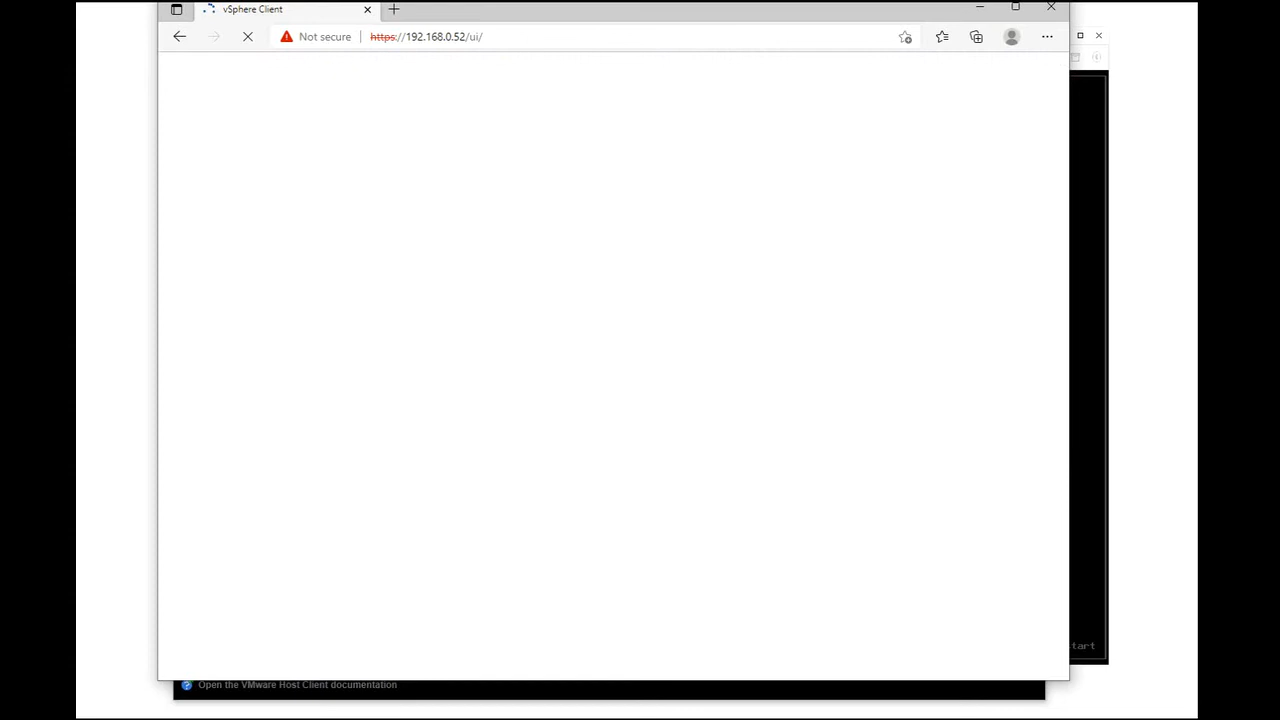 vSphere Client
Not secure
https://192.168.0.52/ui/
tart
Open the VMware Host Client documentation